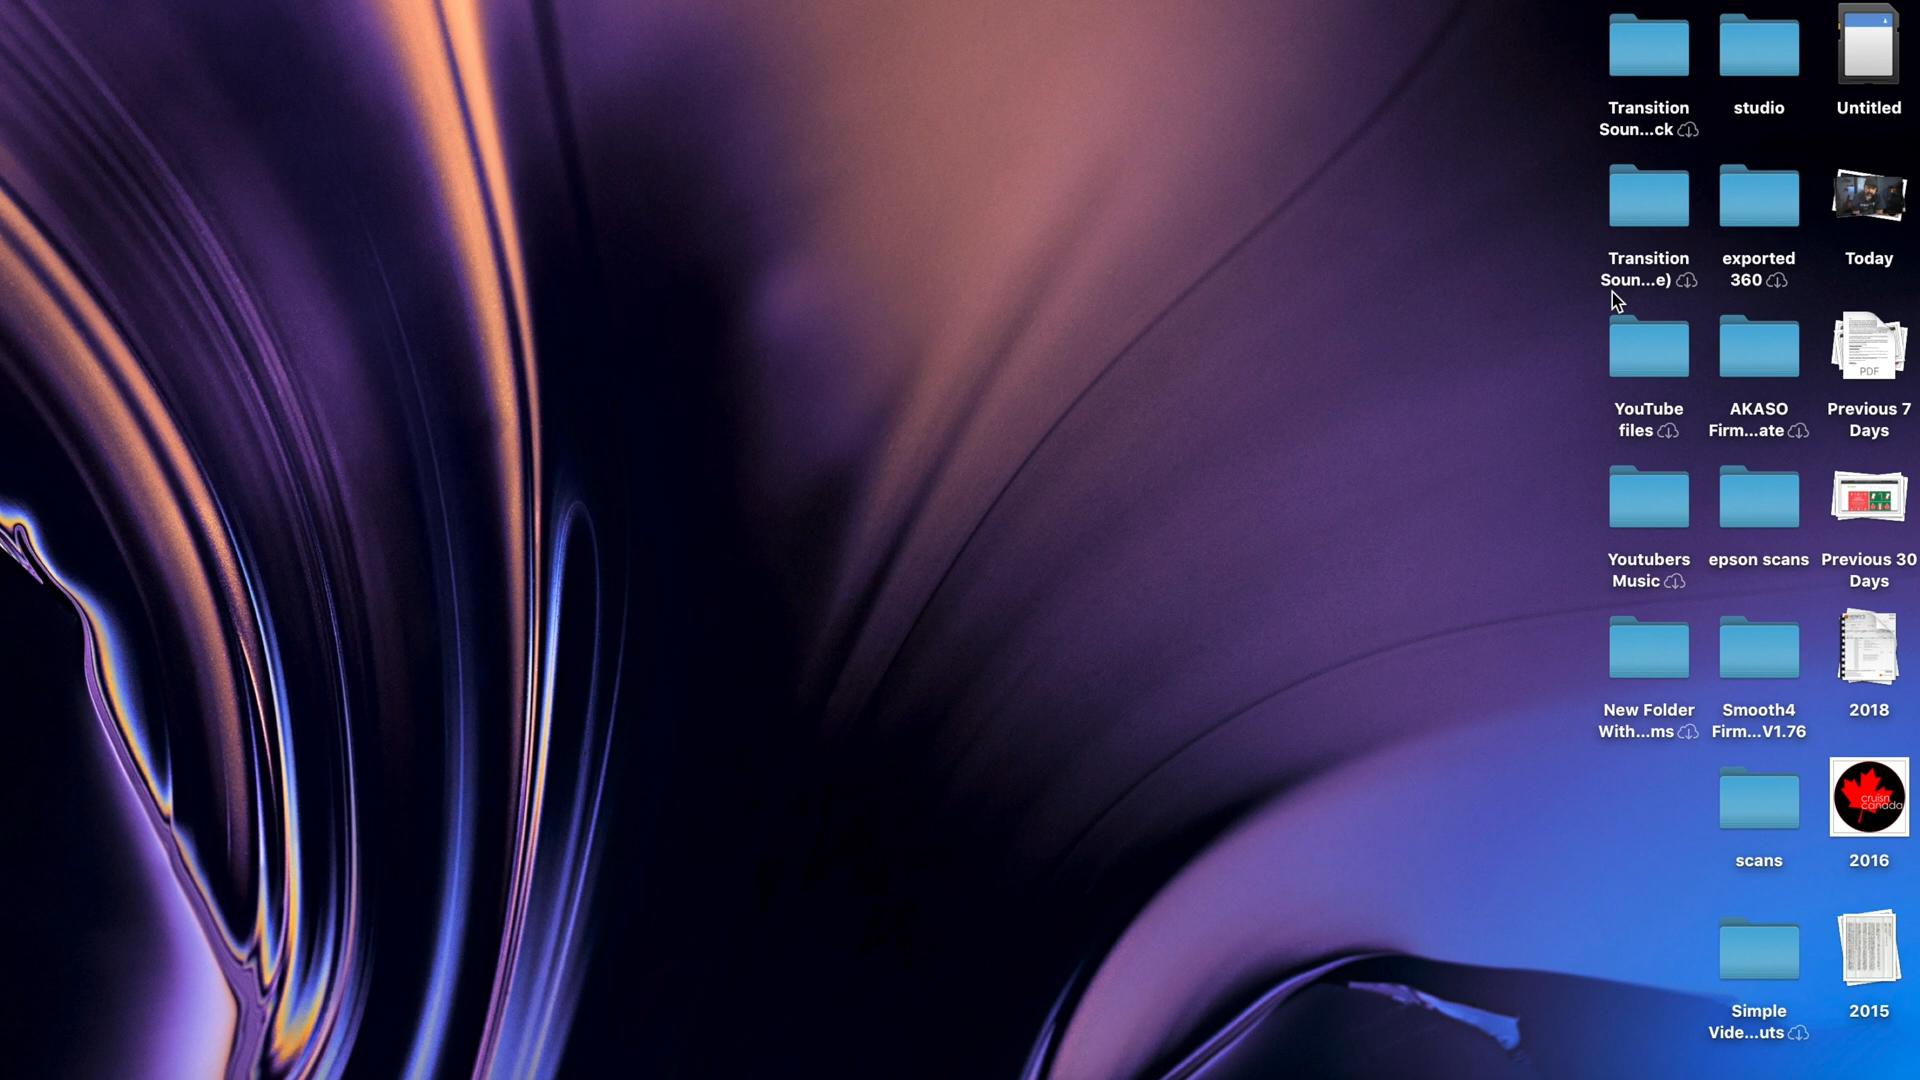 Transition
Soun...ck
studio
Untitled
Transition
Soun...e)
exported
360
Today
PDF
YouTube
files
AKASO
Firm...ate
Previous 7
Days
Youtubers
Music
epson scans
Previous 30
Days
New Folder
With...ms
Smooth4
Firm...V1.76
2018
cruisn
canada
scans
2016
Simple
Vide...uts
2015